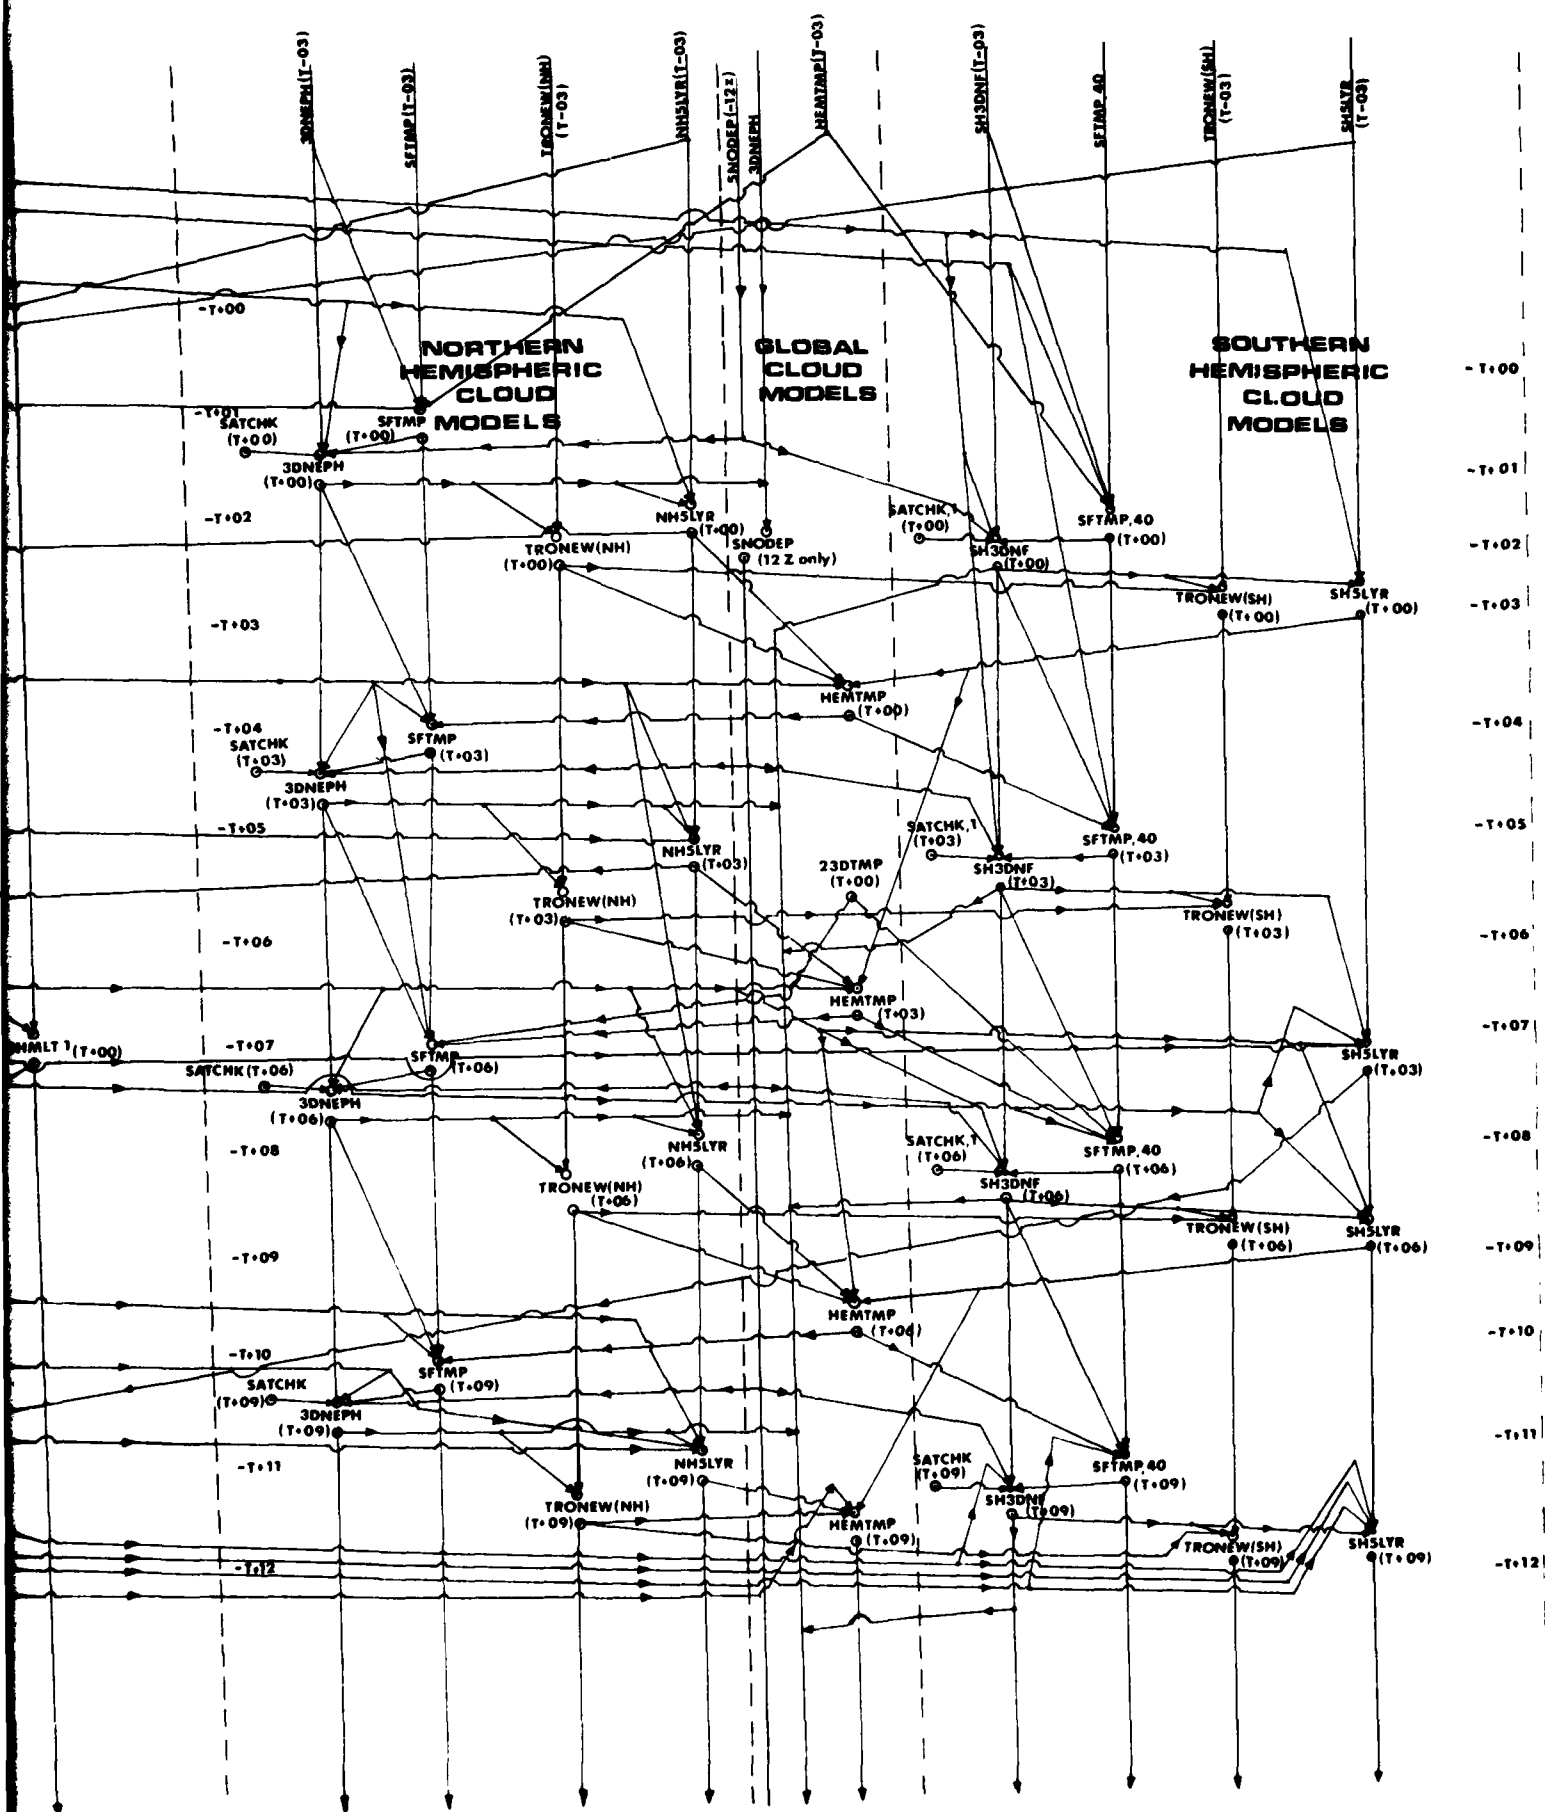 3DNEPH(T-03)
SFTMP(T-03)
TRONEW(NH)
(T-03)
NH5LYR(T-03)
SNODEP(-12z)
3DNEPH
HEMTMP(T-03)
SH3DNF(T-03)
SFTMP 40
TRONEW(SH)
(T-03)
SH5LYR
(T-03)
-T+00
NORTHERN
HEMISPHERIC
CLOUD
MODELS
GLOBAL
CLOUD
MODELS
SOUTHERN
HEMISPHERIC
CLOUD
MODELS
-T+00
-T+01
SATCHK
(T+00)
SFTMP
(T+00)
3DNEPH
(T+00)
-T+01
-T+02
NH5LYR
(T+00)
SATCHK,1
(T+00)
SFTMP,40
(T+00)
TRONEW(NH)
(T+00)
SNODEP
(12 Z only)
SH3DNF
(T+00)
-T+02
TRONEW(SH)
(T+00)
SH5LYR
(T+00)
-T+03
-T+03
HEMTMP
(T+00)
-T+04
-T+04
SATCHK
(T+03)
SFTMP
(T+03)
3DNEPH
(T+03)
-T+05
-T+05
NH5LYR
(T+03)
SATCHK,1
(T+03)
SFTMP,40
(T+03)
23DTMP
(T+00)
SH3DNF
(T+03)
TRONEW(NH)
(T+03)
TRONEW(SH)
(T+03)
-T+06
-T+06
HEMTMP
(T+03)
-T+07
HMLT 1 (T+00)
-T+07
SFTMP
(T+06)
SH5LYR
(T+03)
SATCHK(T+06)
3DNEPH
(T+06)
-T+08
-T+08
NH5LYR
(T+06)
SATCHK,1
(T+06)
SFTMP,40
(T+06)
TRONEW(NH)
(T+06)
SH3DNF
(T+06)
TRONEW(SH)
(T+06)
SH5LYR
(T+06)
-T+09
-T+09
HEMTMP
(T+06)
-T+10
-T+10
SFTMP
(T+09)
SATCHK
(T+09)
3DNEPH
(T+09)
-T+11
-T+11
NH5LYR
(T+09)
SATCHK
(T+09)
SFTMP,40
(T+09)
TRONEW(NH)
(T+09)
SH3DNF
(T+09)
HEMTMP
(T+09)
TRONEW(SH)
(T+09)
SH5LYR
(T+09)
-T+12
-T+12